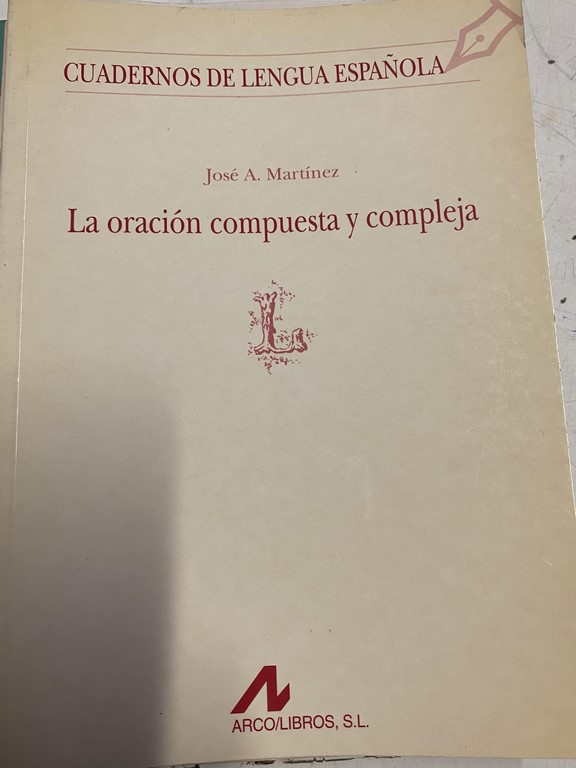 CUADERNOS DE LENGUA ESPAÑOLA
José A. Martínez
La oración compuesta y compleja
L
ARCO/LIBROS, S.L.